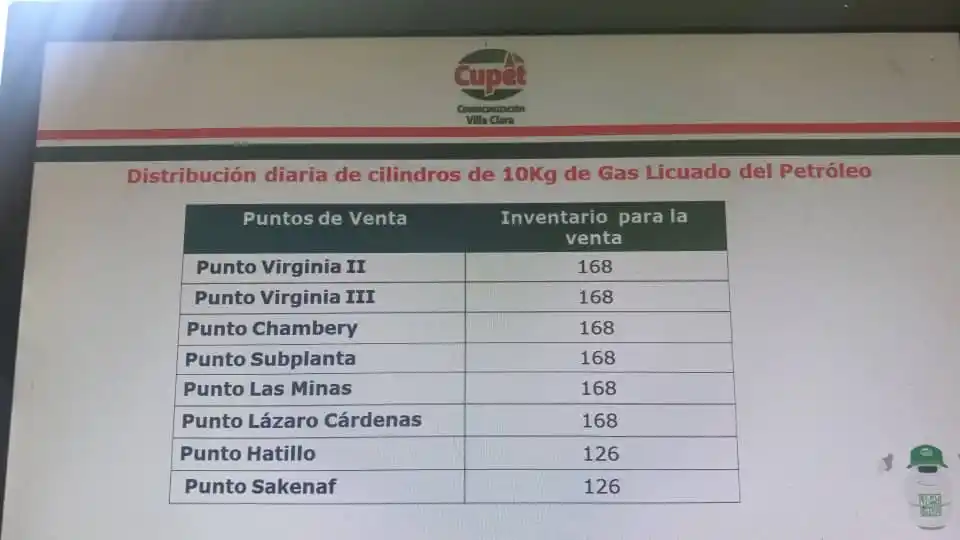 Cupet
Comercialización
Villa Clara
Distribución diaria de cilindros de 10Kg de Gas Licuado del Petróleo
Puntos de Venta
Inventario para la
venta
Punto Virginia II 168
Punto Virginia III 168
Punto Chambery 168
Punto Subplanta 168
Punto Las Minas 168
Punto Lázaro Cárdenas 168
Punto Hatillo 126
Punto Sakenaf 126